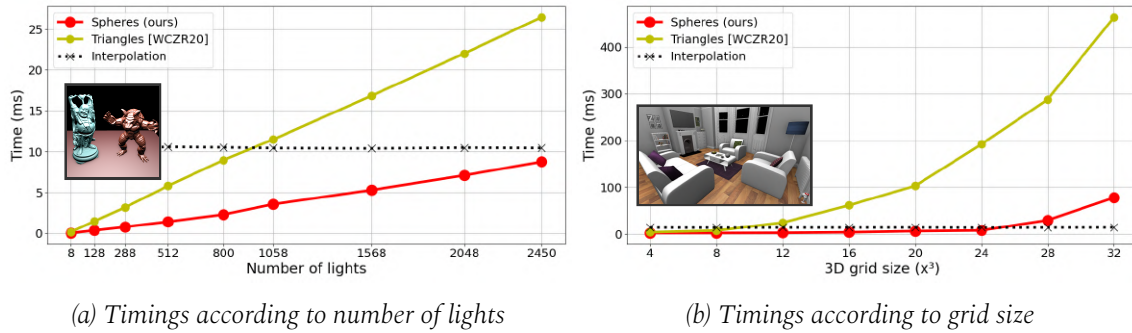 Spheres (ours)
Triangles [WCZR20]
Interpolation
Time (ms)
25
20
15
10
5
0
8 128 288 512 800 1058 1568 2048 2450
Number of lights
(a) Timings according to number of lights
Spheres (ours)
Triangles [WCZR20]
Interpolation
Time (ms)
400
300
200
100
0
4 8 12 16 20 24 28 32
3D grid size (x³)
(b) Timings according to grid size